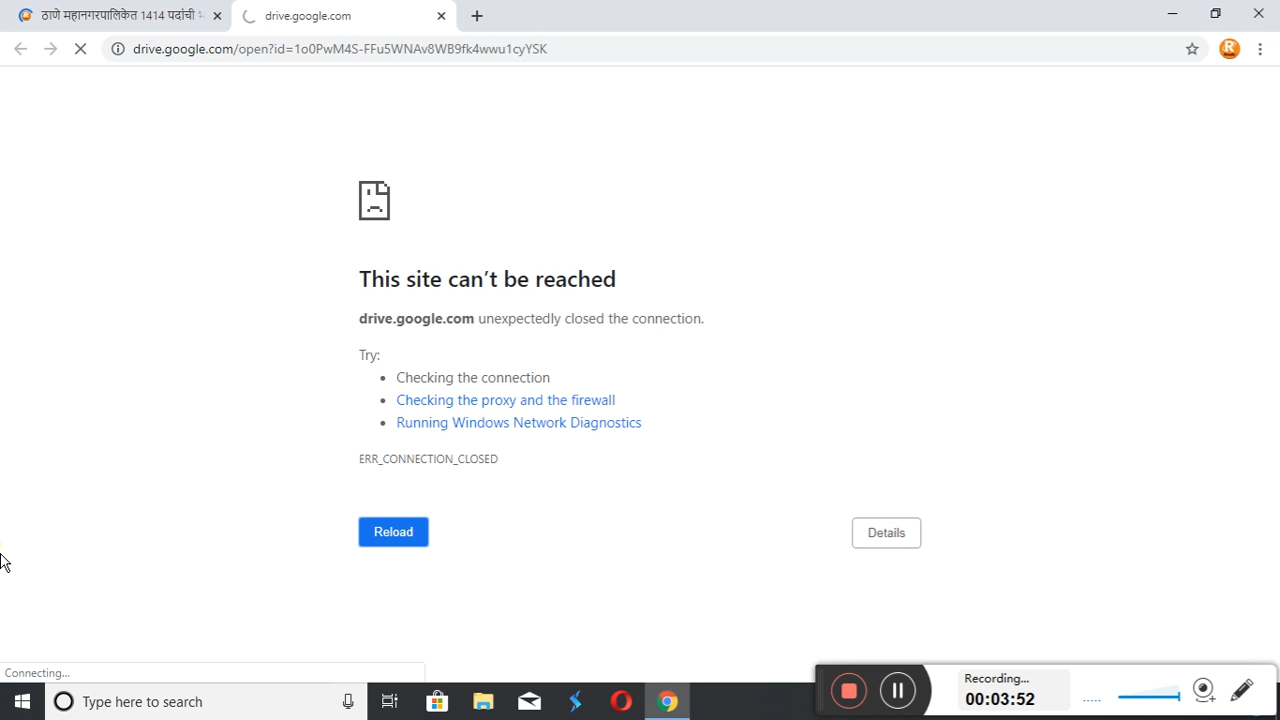 ठाणे महानगरपालिकेत 1414 पदांची
drive.google.com
drive.google.com/open?id=1o0PwM4S-FFu5WNAv8WB9fk4wwu1cyYSK
This site can't be reached
drive.google.com unexpectedly closed the connection.
Try:
• Checking the connection
• Checking the proxy and the firewall
• Running Windows Network Diagnostics
ERR_CONNECTION_CLOSED
Reload
Details
Connecting...
Recording...
00:03:52
Type here to search